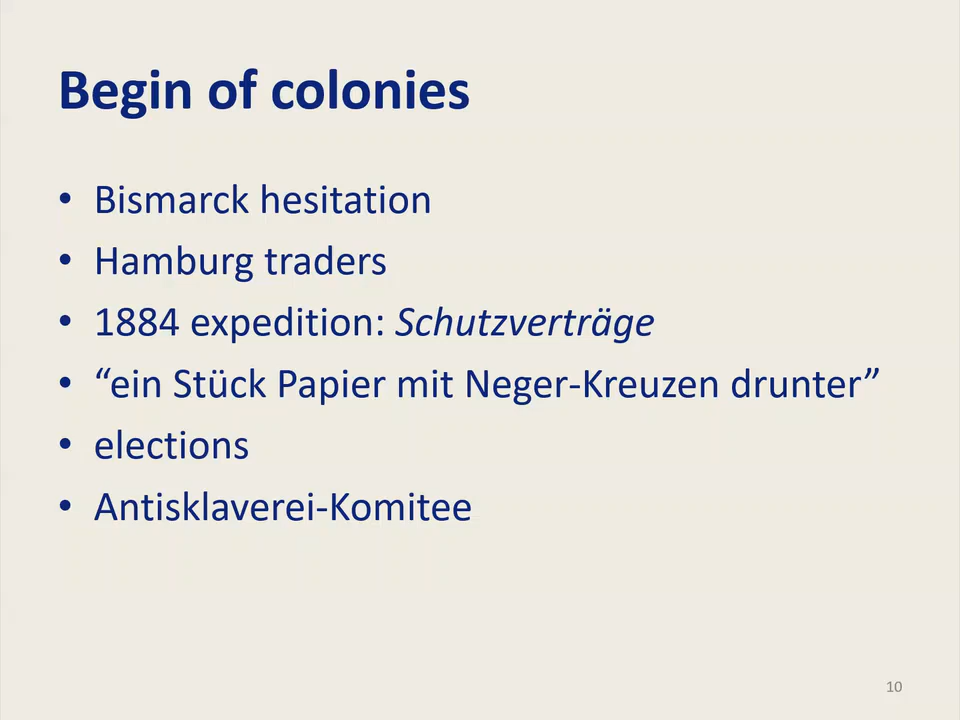 Begin of colonies
• Bismarck hesitation
• Hamburg traders
• 1884 expedition: Schutzverträge
• “ein Stück Papier mit Neger-Kreuzen drunter”
• elections
• Antisklaverei-Komitee
10